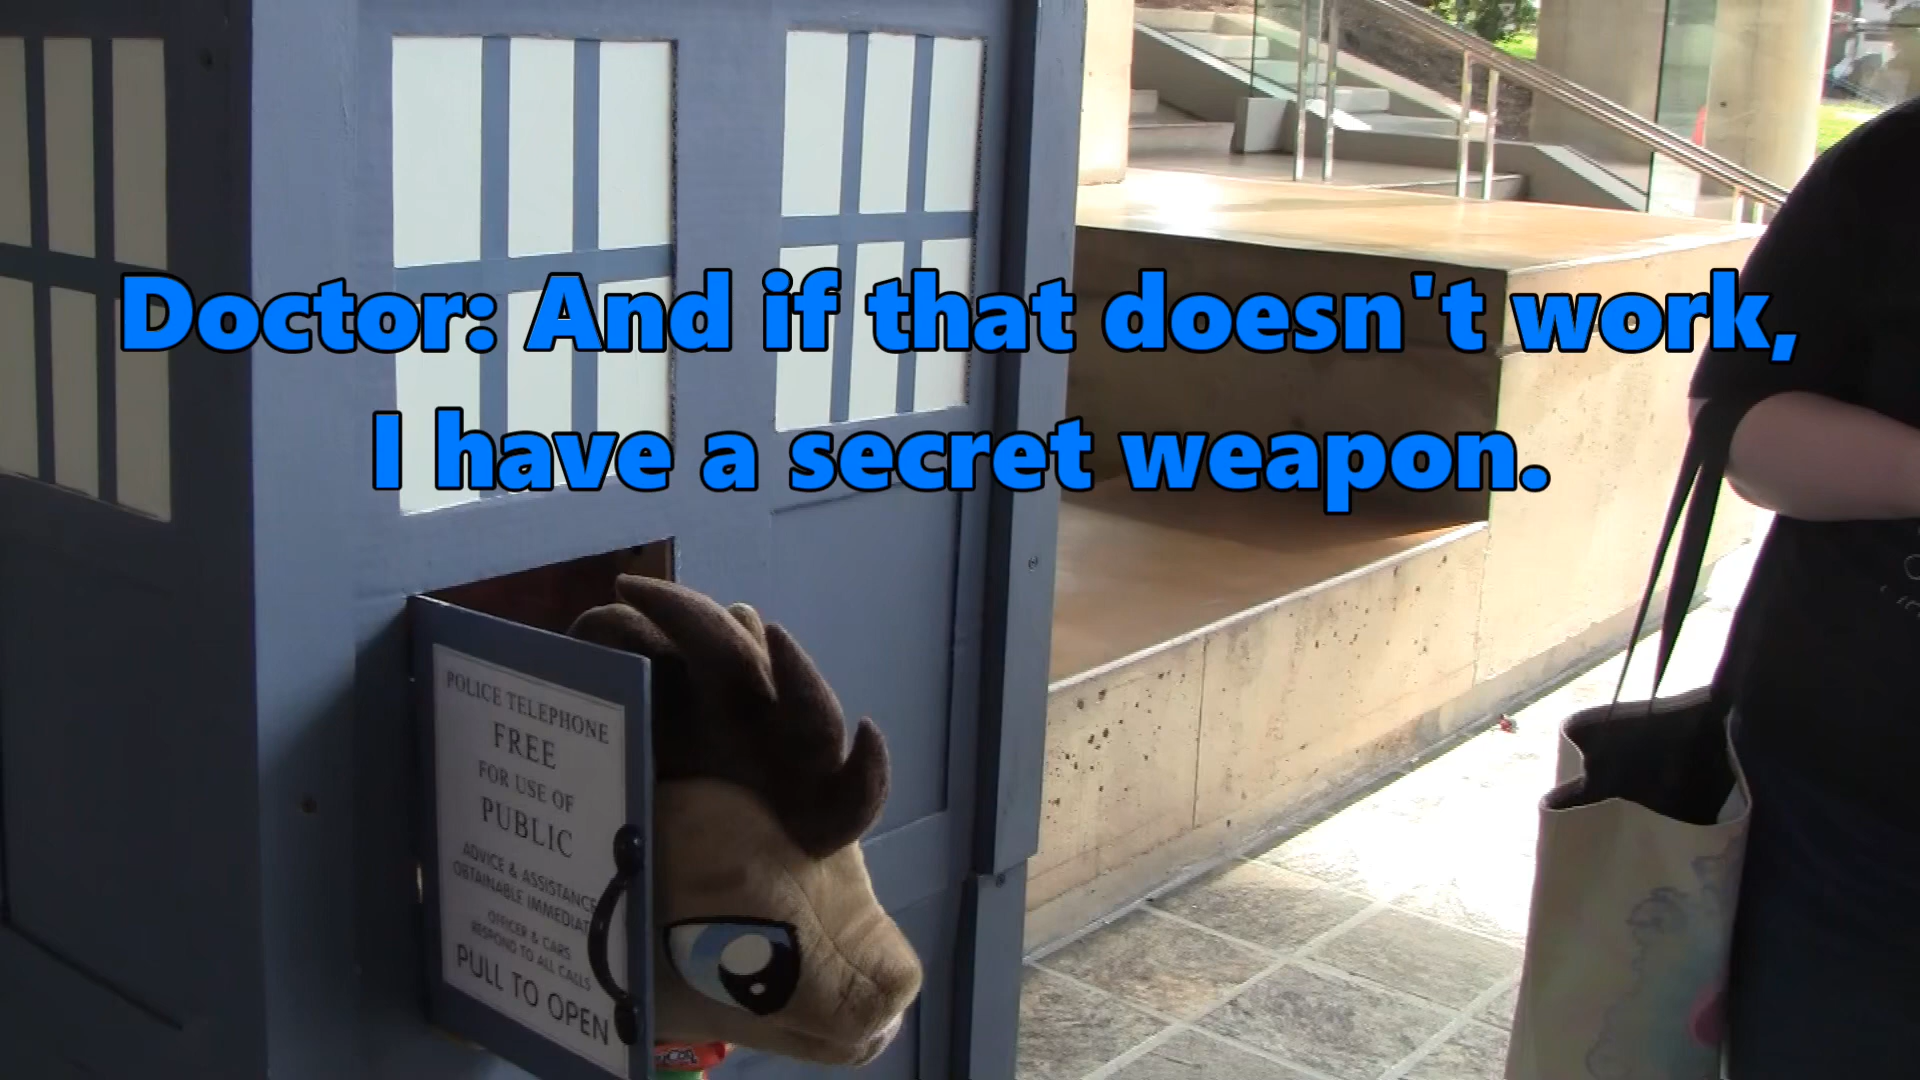 Doctor: And if that doesn't work,
I have a secret weapon.
POLICE TELEPHONE
FREE
FOR USE OF
PUBLIC
ADVICE & ASSISTANCE
OBTAINABLE IMMEDIAT
OFFICER & CARS
RESPOND TO ALL CALLS
PULL TO OPEN